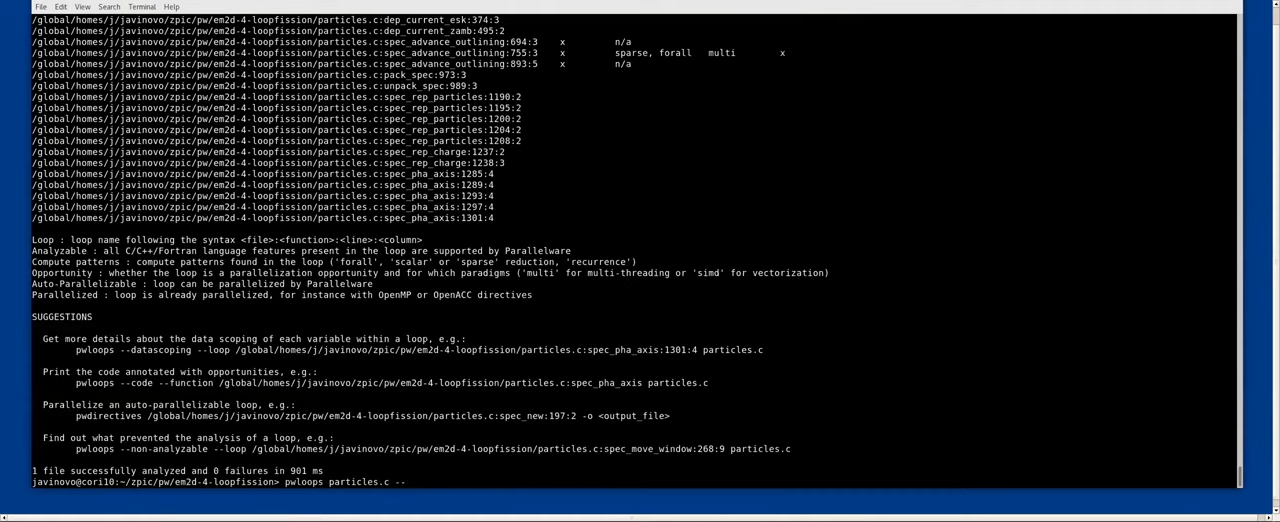 File Edit View Search Terminal Help
/global/homes/j/javinovo/zpic/pw/em2d-4-loopfission/particles.c:dep_current_esk:374:3
/global/homes/j/javinovo/zpic/pw/em2d-4-loopfission/particles.c:dep_current_zamb:495:2
/global/homes/j/javinovo/zpic/pw/em2d-4-loopfission/particles.c:spec_advance_outlining:694:3 x n/a
/global/homes/j/javinovo/zpic/pw/em2d-4-loopfission/particles.c:spec_advance_outlining:755:3 x sparse, forall multi x
/global/homes/j/javinovo/zpic/pw/em2d-4-loopfission/particles.c:spec_advance_outlining:893:5 x n/a
/global/homes/j/javinovo/zpic/pw/em2d-4-loopfission/particles.c:pack_spec:973:3
/global/homes/j/javinovo/zpic/pw/em2d-4-loopfission/particles.c:unpack_spec:989:3
/global/homes/j/javinovo/zpic/pw/em2d-4-loopfission/particles.c:spec_rep_particles:1190:2
/global/homes/j/javinovo/zpic/pw/em2d-4-loopfission/particles.c:spec_rep_particles:1195:2
/global/homes/j/javinovo/zpic/pw/em2d-4-loopfission/particles.c:spec_rep_particles:1200:2
/global/homes/j/javinovo/zpic/pw/em2d-4-loopfission/particles.c:spec_rep_particles:1204:2
/global/homes/j/javinovo/zpic/pw/em2d-4-loopfission/particles.c:spec_rep_particles:1208:2
/global/homes/j/javinovo/zpic/pw/em2d-4-loopfission/particles.c:spec_rep_charge:1237:2
/global/homes/j/javinovo/zpic/pw/em2d-4-loopfission/particles.c:spec_rep_charge:1238:3
/global/homes/j/javinovo/zpic/pw/em2d-4-loopfission/particles.c:spec_pha_axis:1285:4
/global/homes/j/javinovo/zpic/pw/em2d-4-loopfission/particles.c:spec_pha_axis:1289:4
/global/homes/j/javinovo/zpic/pw/em2d-4-loopfission/particles.c:spec_pha_axis:1293:4
/global/homes/j/javinovo/zpic/pw/em2d-4-loopfission/particles.c:spec_pha_axis:1297:4
/global/homes/j/javinovo/zpic/pw/em2d-4-loopfission/particles.c:spec_pha_axis:1301:4
Loop : loop name following the syntax <file>:<function>:<line>:<column>
Analyzable : all C/C++/Fortran language features present in the loop are supported by Parallelware
Compute patterns : compute patterns found in the loop ('forall', 'scalar' or 'sparse' reduction, 'recurrence')
Opportunity : whether the loop is a parallelization opportunity and for which paradigms ('multi' for multi-threading or 'simd' for vectorization)
Auto-Parallelizable : loop can be parallelized by Parallelware
Parallelized : loop is already parallelized, for instance with OpenMP or OpenACC directives
SUGGESTIONS
Get more details about the data scoping of each variable within a loop, e.g.:
pwloops --datascoping --loop /global/homes/j/javinovo/zpic/pw/em2d-4-loopfission/particles.c:spec_pha_axis:1301:4 particles.c
Print the code annotated with opportunities, e.g.:
pwloops --code --function /global/homes/j/javinovo/zpic/pw/em2d-4-loopfission/particles.c:spec_pha_axis particles.c
Parallelize an auto-parallelizable loop, e.g.:
pwdirectives /global/homes/j/javinovo/zpic/pw/em2d-4-loopfission/particles.c:spec_new:197:2 -o <output_file>
Find out what prevented the analysis of a loop, e.g.:
pwloops --non-analyzable --loop /global/homes/j/javinovo/zpic/pw/em2d-4-loopfission/particles.c:spec_move_window:268:9 particles.c
1 file successfully analyzed and 0 failures in 901 ms
javinovo@cori10:~/zpic/pw/em2d-4-loopfission> pwloops particles.c --